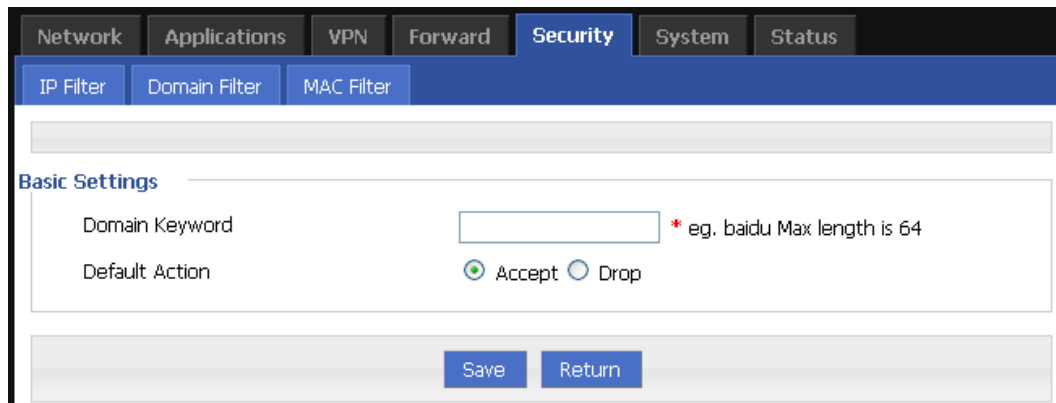 Network Applications VPN Forward Security System Status
IP Filter Domain Filter MAC Filter
Basic Settings
Domain Keyword * eg. baidu Max length is 64
Default Action Accept Drop
Save Return